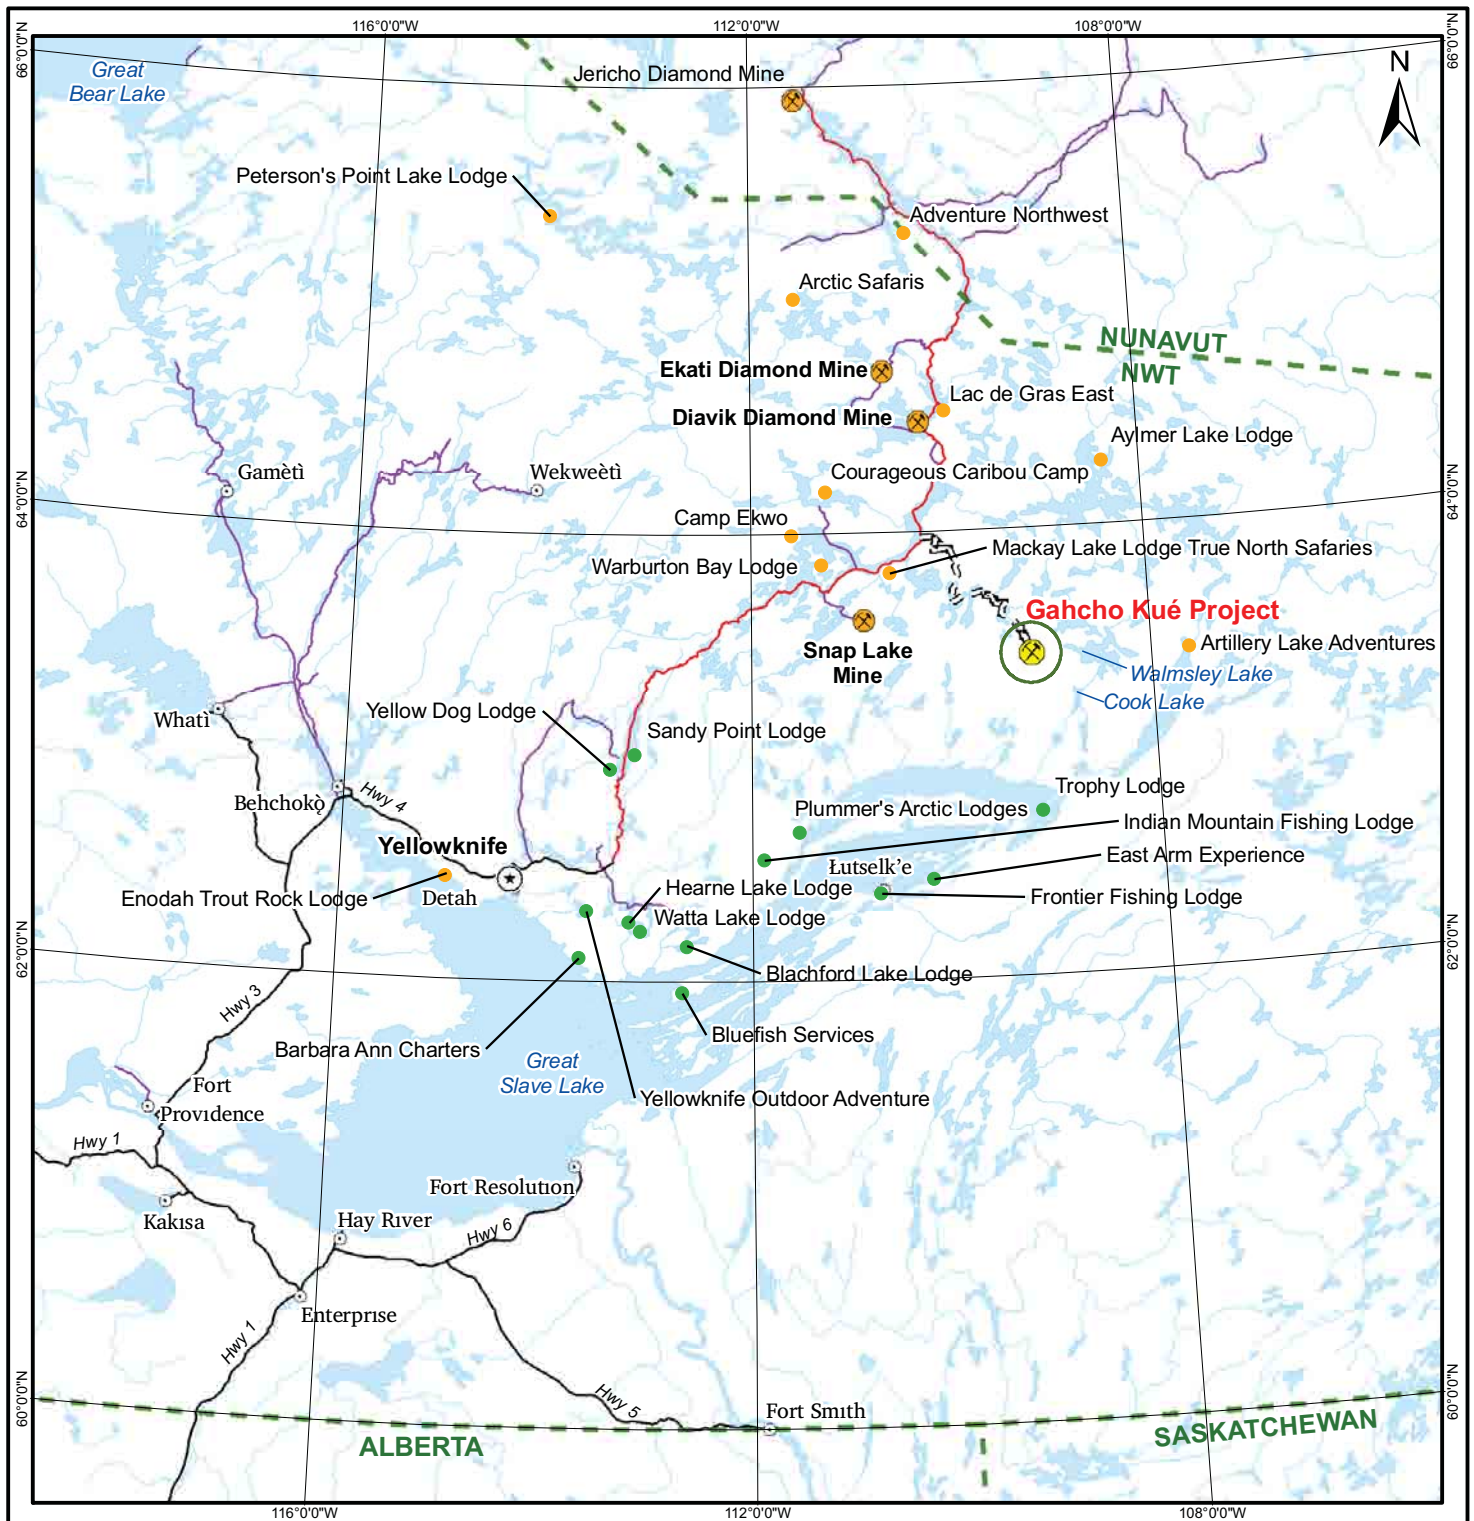 116°0'0"W
112°0'0"W
108°0'0"W
66°0'0"N
66°0'0"N
Great
Bear Lake
Jericho Diamond Mine
N
Peterson's Point Lake Lodge
Adventure Northwest
Arctic Safaris
NUNAVUT
NWT
Ekati Diamond Mine
Lac de Gras East
Diavik Diamond Mine
Aylmer Lake Lodge
Gamètì
Wekweètì
Courageous Caribou Camp
64°0'0"N
64°0'0"N
Camp Ekwo
Mackay Lake Lodge True North Safaries
Warburton Bay Lodge
Gahcho Kué Project
Snap Lake
Mine
Artillery Lake Adventures
Walmsley Lake
Cook Lake
Whatì
Yellow Dog Lodge
Sandy Point Lodge
Behchokǫ̀
Hwy 4
Trophy Lodge
Plummer's Arctic Lodges
Indian Mountain Fishing Lodge
Yellowknife
East Arm Experience
Łutselk'e
Enodah Trout Rock Lodge
Detah
Hearne Lake Lodge
Frontier Fishing Lodge
Watta Lake Lodge
62°0'0"N
62°0'0"N
Blachford Lake Lodge
Hwy 3
Bluefish Services
Barbara Ann Charters
Great
Slave Lake
Yellowknife Outdoor Adventure
Fort
Providence
Hwy 1
Fort Resolution
Kakisa
Hay River
Hwy 6
Enterprise
Hwy 1
60°0'0"N
60°0'0"N
Hwy 5
Fort Smith
ALBERTA
SASKATCHEWAN
116°0'0"W
112°0'0"W
108°0'0"W